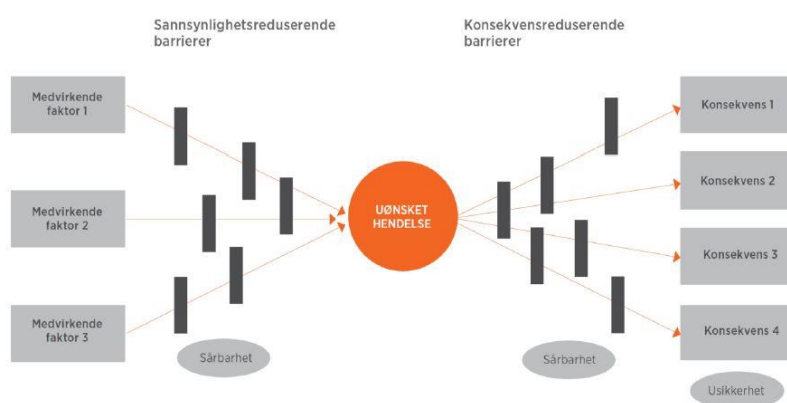 Sannsynlighetsreduserende
barrierer
Konsekvensreduserende
barrierer
Medvirkende
faktor 1
Medvirkende
faktor 2
Medvirkende
faktor 3
UØNSKET
HENDELSE
Konsekvens 1
Konsekvens 2
Konsekvens 3
Konsekvens 4
Sårbarhet
Sårbarhet
Usikkerhet